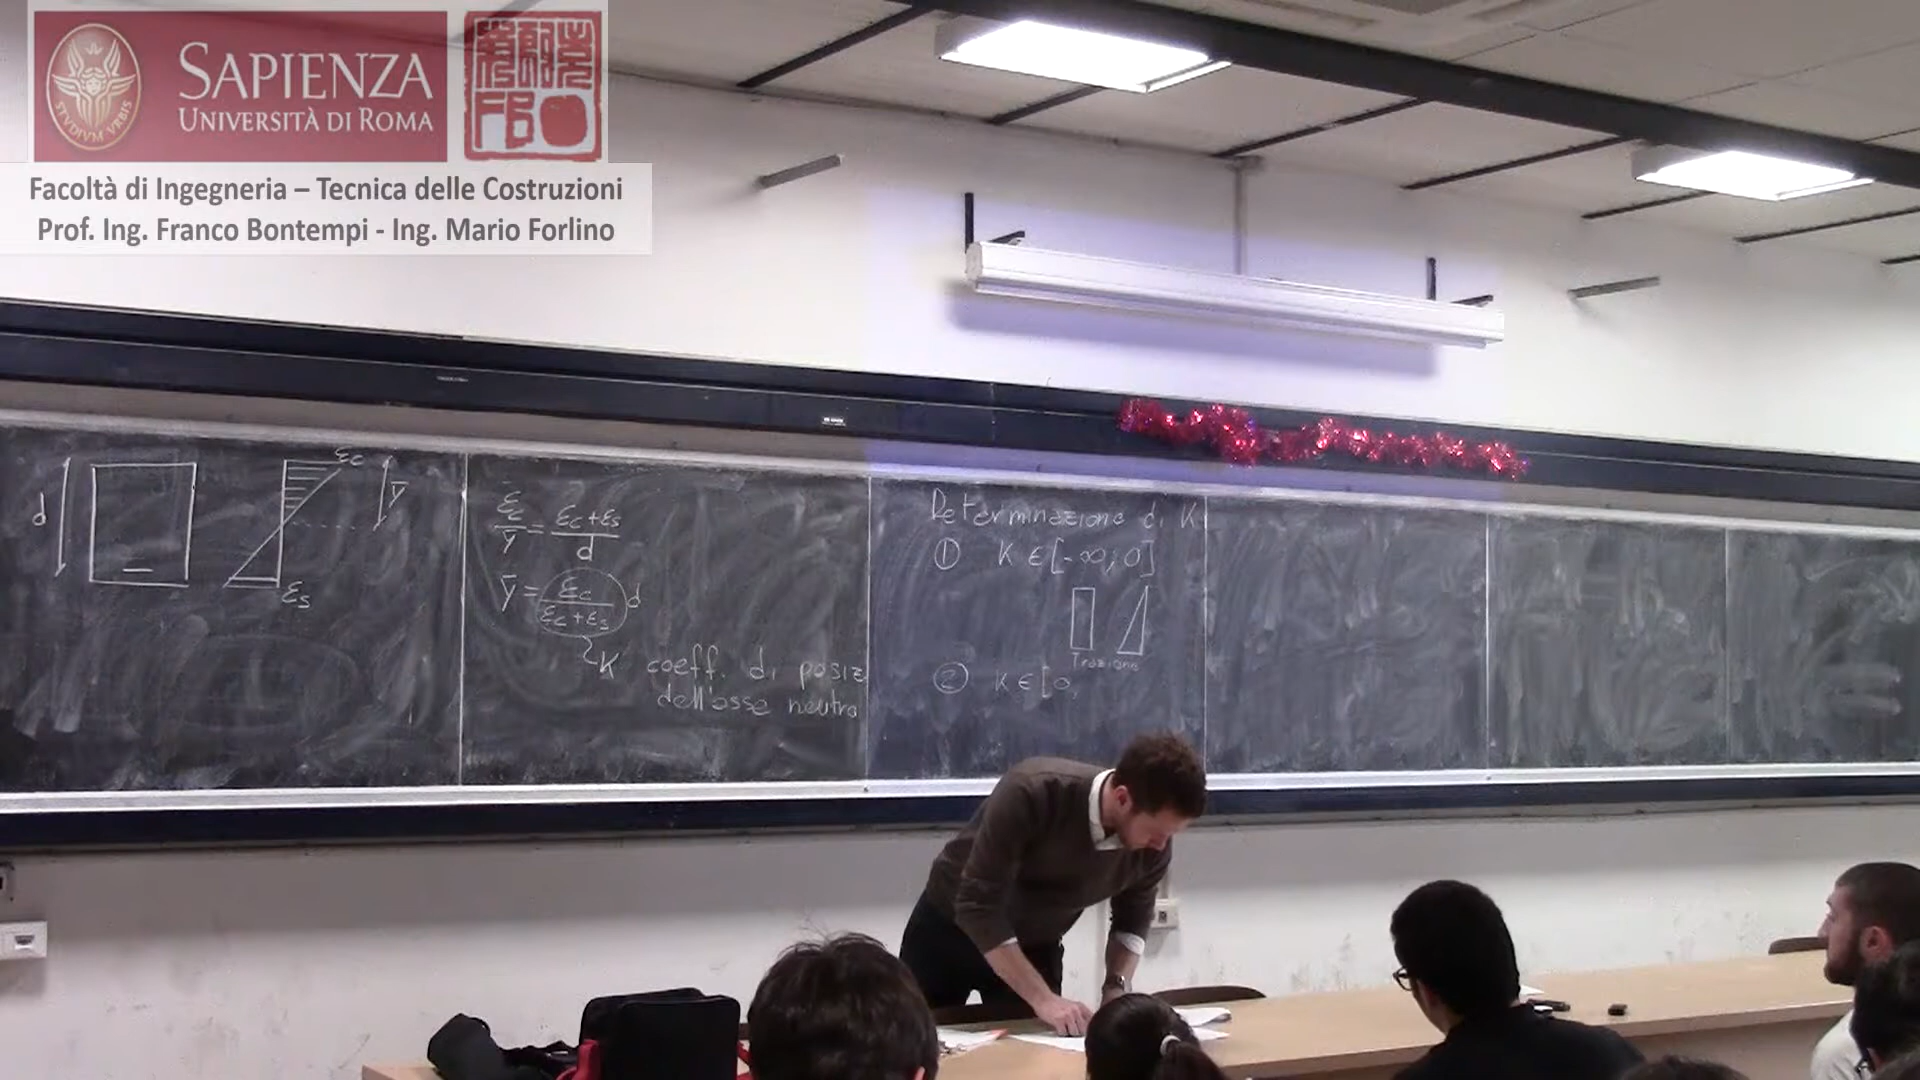 SAPIENZA
UNIVERSITÀ DI ROMA
STVDIVM VRBIS
FBO
Facoltà di Ingegneria – Tecnica delle Costruzioni
Prof. Ing. Franco Bontempi - Ing. Mario Forlino
d
εc
ȳ
εs
εc/ȳ = (εc+εs)/d
ȳ = εc/(εc+εs) d
K coeff. di posiz
dell'asse neutro
Determinazione di K
① K ∈ [-∞; 0]
Trazione
② K ∈ [0,